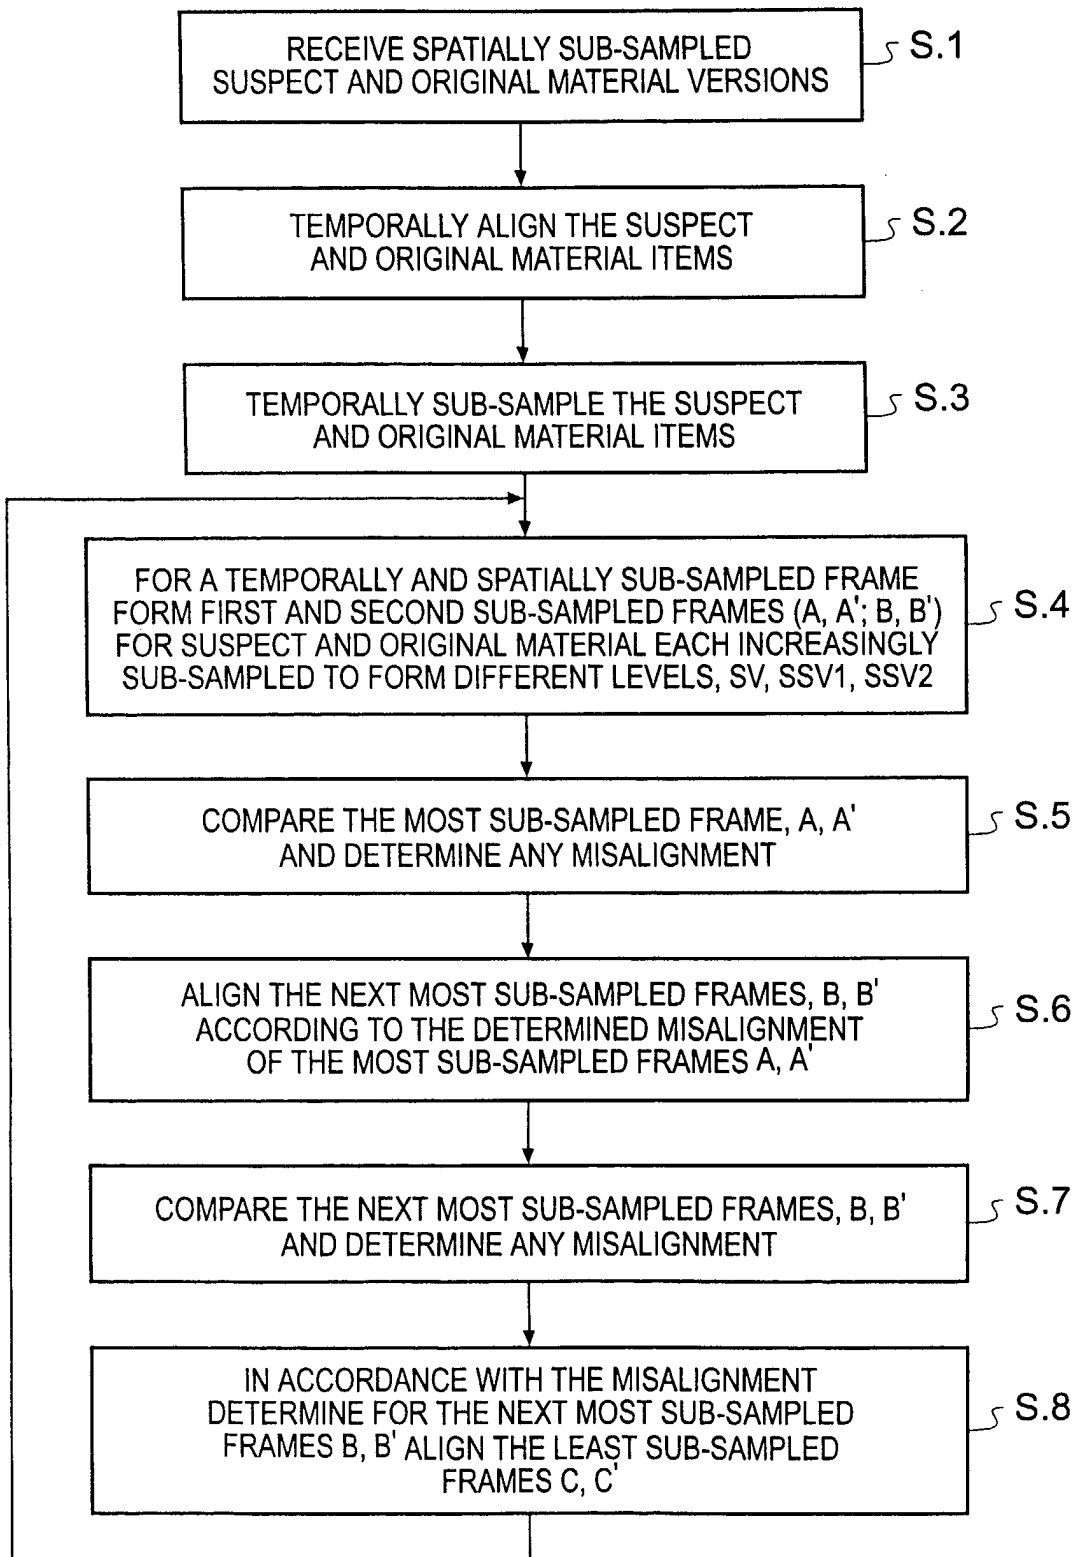 RECEIVE SPATIALLY SUB-SAMPLED
SUSPECT AND ORIGINAL MATERIAL VERSIONS
S.1
TEMPORALLY ALIGN THE SUSPECT
AND ORIGINAL MATERIAL ITEMS
S.2
TEMPORALLY SUB-SAMPLE THE SUSPECT
AND ORIGINAL MATERIAL ITEMS
S.3
FOR A TEMPORALLY AND SPATIALLY SUB-SAMPLED FRAME
FORM FIRST AND SECOND SUB-SAMPLED FRAMES (A, A'; B, B')
FOR SUSPECT AND ORIGINAL MATERIAL EACH INCREASINGLY
SUB-SAMPLED TO FORM DIFFERENT LEVELS, SV, SSV1, SSV2
S.4
COMPARE THE MOST SUB-SAMPLED FRAME, A, A'
AND DETERMINE ANY MISALIGNMENT
S.5
ALIGN THE NEXT MOST SUB-SAMPLED FRAMES, B, B'
ACCORDING TO THE DETERMINED MISALIGNMENT
OF THE MOST SUB-SAMPLED FRAMES A, A'
S.6
COMPARE THE NEXT MOST SUB-SAMPLED FRAMES, B, B'
AND DETERMINE ANY MISALIGNMENT
S.7
IN ACCORDANCE WITH THE MISALIGNMENT
DETERMINE FOR THE NEXT MOST SUB-SAMPLED
FRAMES B, B' ALIGN THE LEAST SUB-SAMPLED
FRAMES C, C'
S.8